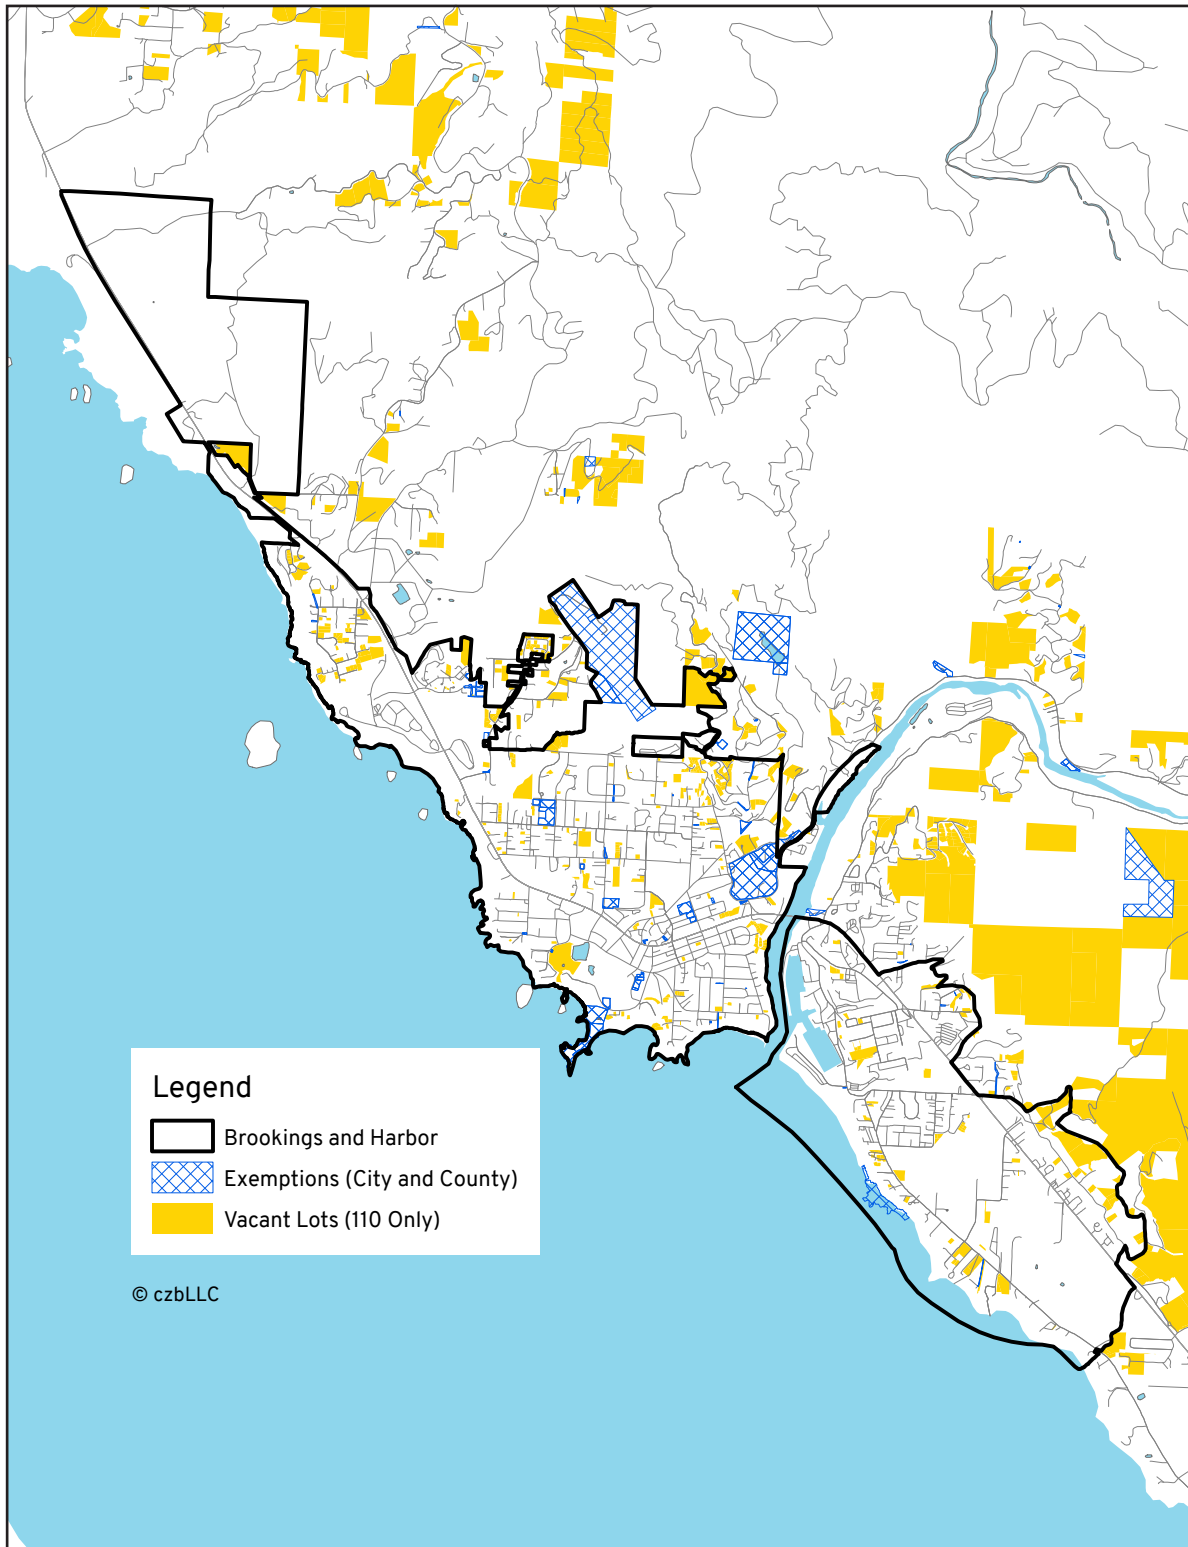 Legend
Brookings and Harbor
Exemptions (City and County)
Vacant Lots (110 Only)
© czbLLC